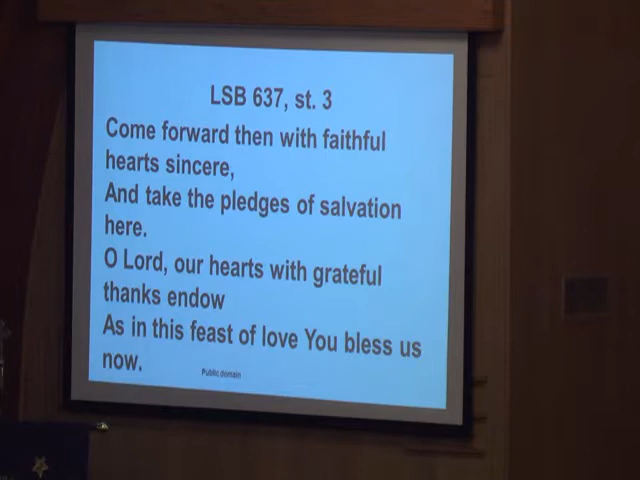 LSB 637, st. 3
Come forward then with faithful
hearts sincere,
And take the pledges of salvation
here.
O Lord, our hearts with grateful
thanks endow
As in this feast of love You bless us
now.
Public domain